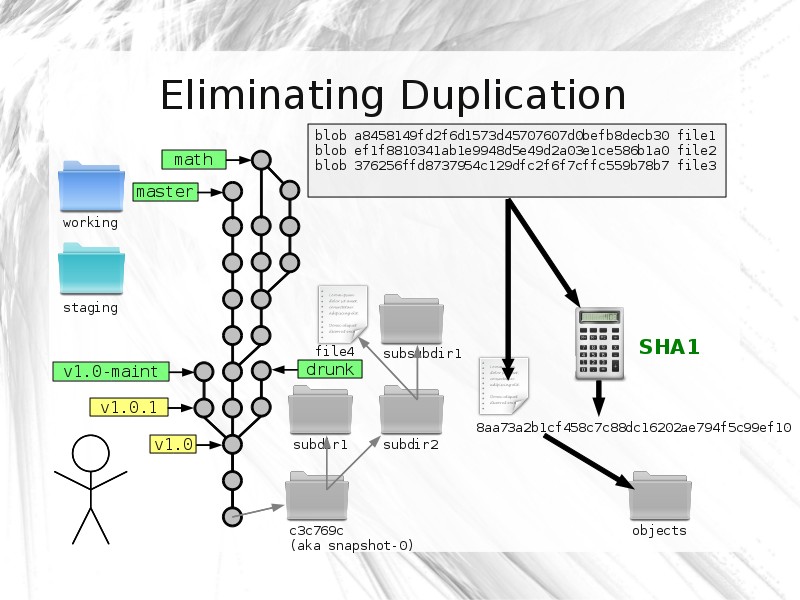 Eliminating Duplication
blob a8458149fd2f6d1573d45707607d0befb8decb30 file1
blob ef1f8810341ab1e9948d5e49d2a03e1ce586b1a0 file2
blob 376256ffd8737954c129dfc2f6f7cffc559b78b7 file3
math
master
working
staging
file4
subsubdir1
SHA1
v1.0-maint
drunk
v1.0.1
8aa73a2b1cf458c7c88dc16202ae794f5c99ef10
v1.0
subdir1
subdir2
c3c769c
(aka snapshot-0)
objects